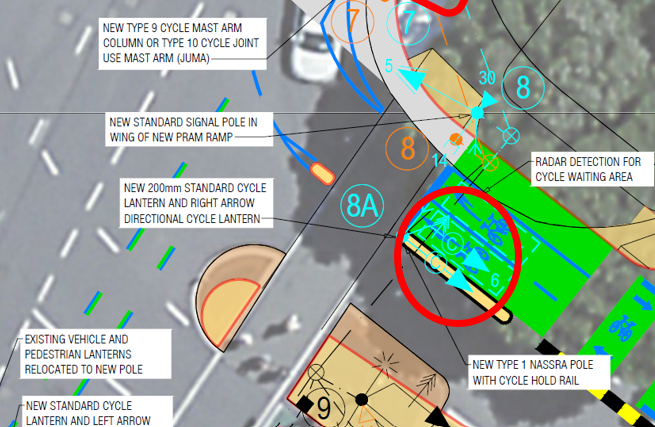 NEW TYPE 9 CYCLE MAST ARM
COLUMN OR TYPE 10 CYCLE JOINT
USE MAST ARM (JUMA)
7
7
5
30
8
NEW STANDARD SIGNAL POLE IN
WING OF NEW PRAM RAMP
8
14
RADAR DETECTION FOR
CYCLE WAITING AREA
NEW 200mm STANDARD CYCLE
LANTERN AND RIGHT ARROW
DIRECTIONAL CYCLE LANTERN
8A
C
C
6
EXISTING VEHICLE AND
PEDESTRIAN LANTERNS
RELOCATED TO NEW POLE
NEW TYPE 1 NASSRA POLE
WITH CYCLE HOLD RAIL
NEW STANDARD CYCLE
LANTERN AND LEFT ARROW
9